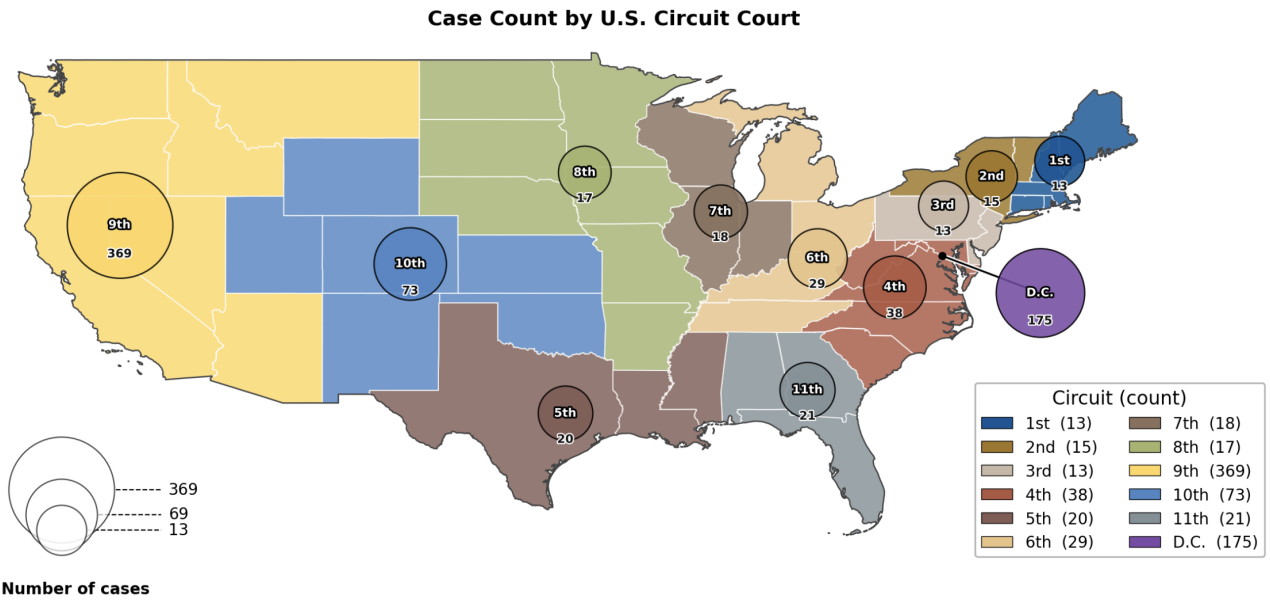 Case Count by U.S. Circuit Court
1st
13
2nd
15
8th
17
3rd
13
7th
18
9th
369
6th
29
10th
73
4th
38
D.C.
175
11th
21
5th
20
Circuit (count)
1st (13)
2nd (15)
3rd (13)
4th (38)
5th (20)
6th (29)
7th (18)
8th (17)
9th (369)
10th (73)
11th (21)
D.C. (175)
369
69
13
Number of cases